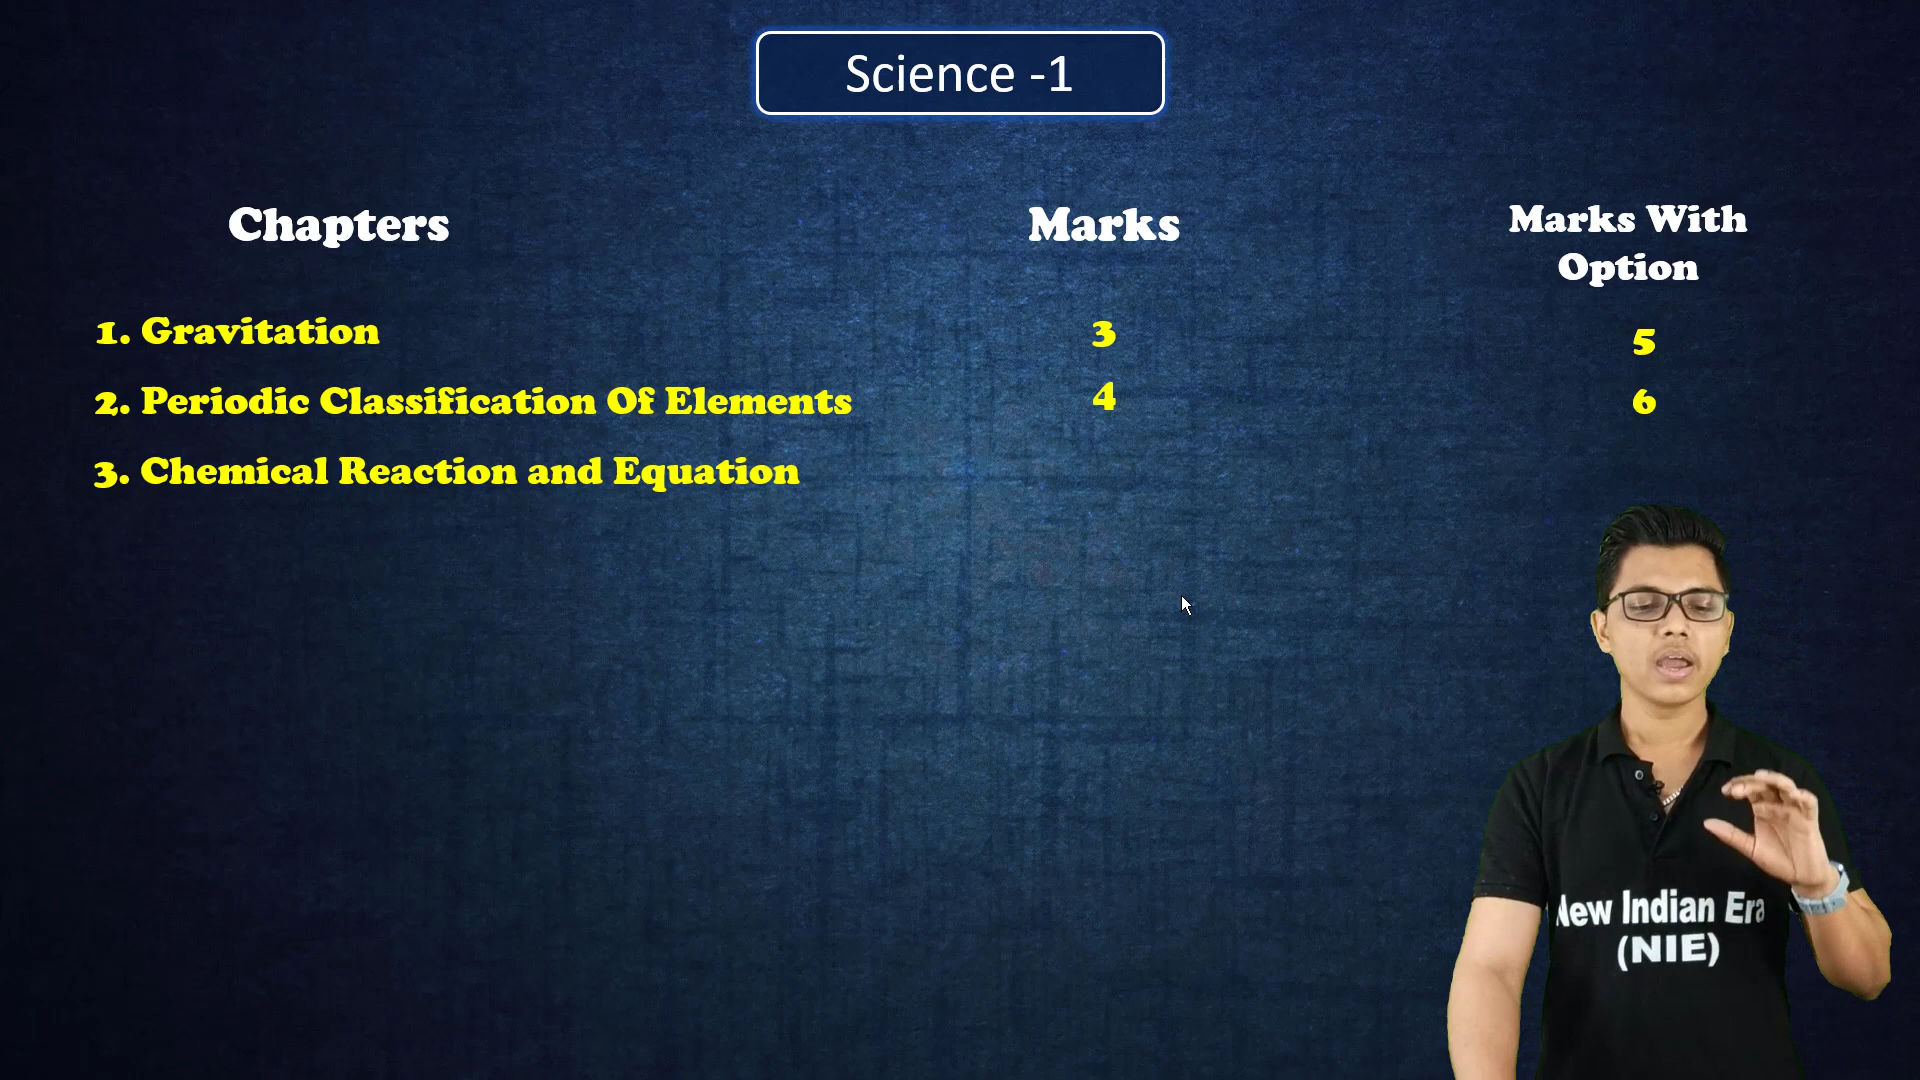 Science -1
Chapters
Marks
Marks With
Option
1. Gravitation
3
5
2. Periodic Classification Of Elements
4
6
3. Chemical Reaction and Equation
New Indian Era
(NIE)